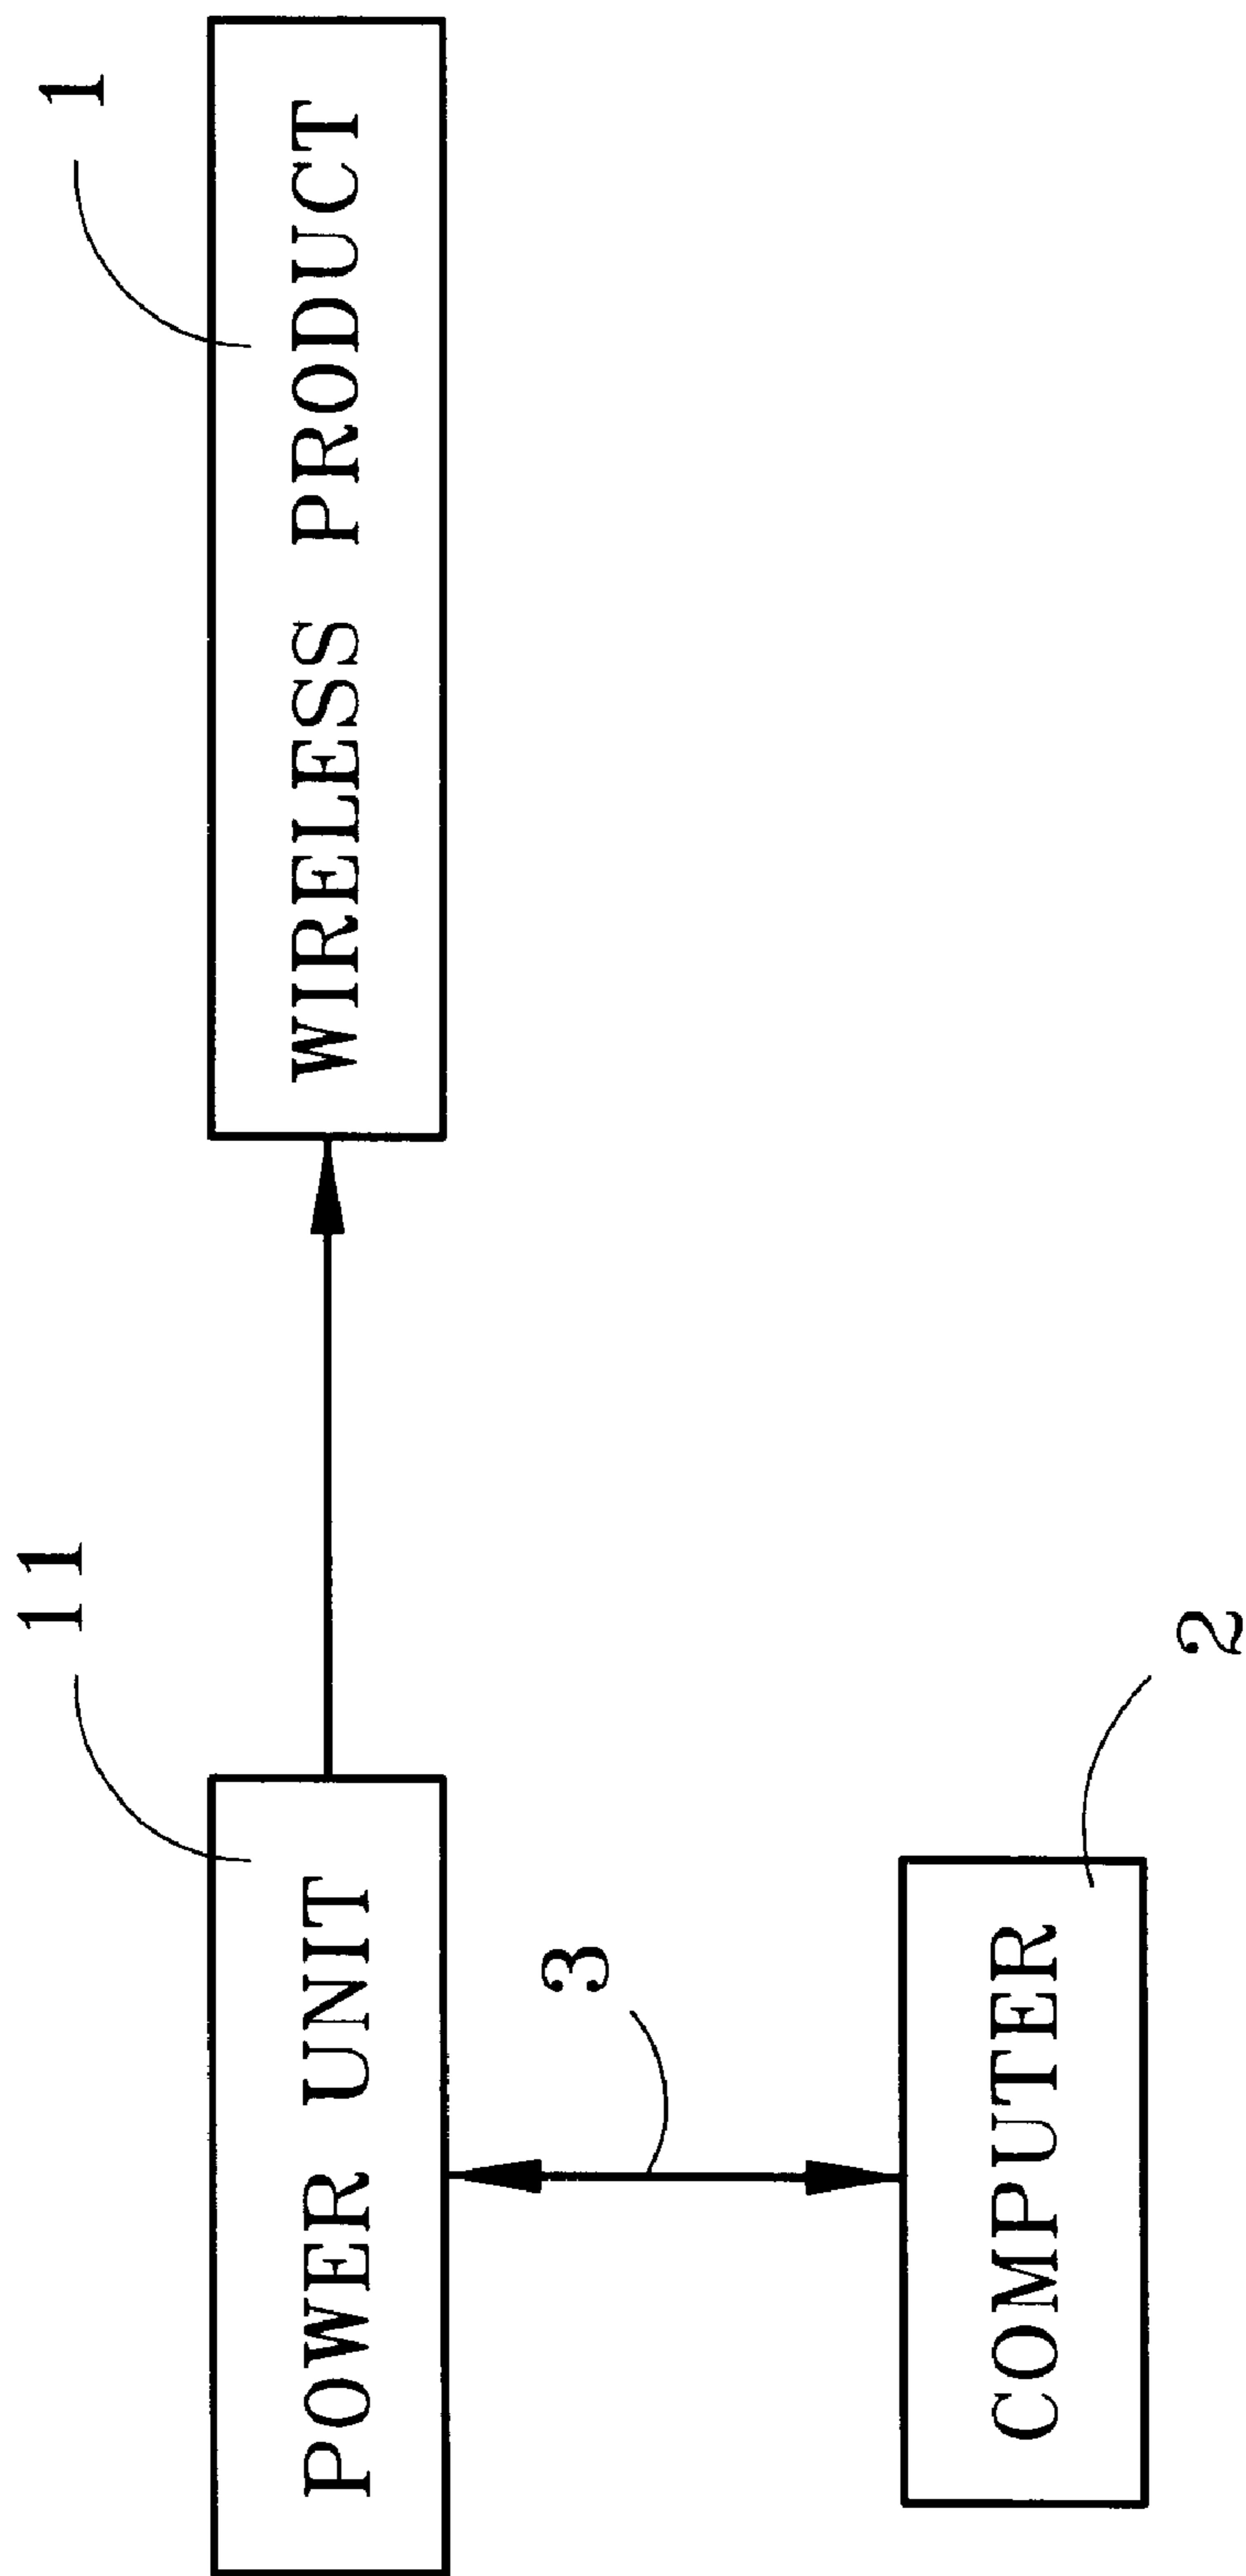 11
1
POWER UNIT
WIRELESS PRODUCT
3
2
COMPUTER